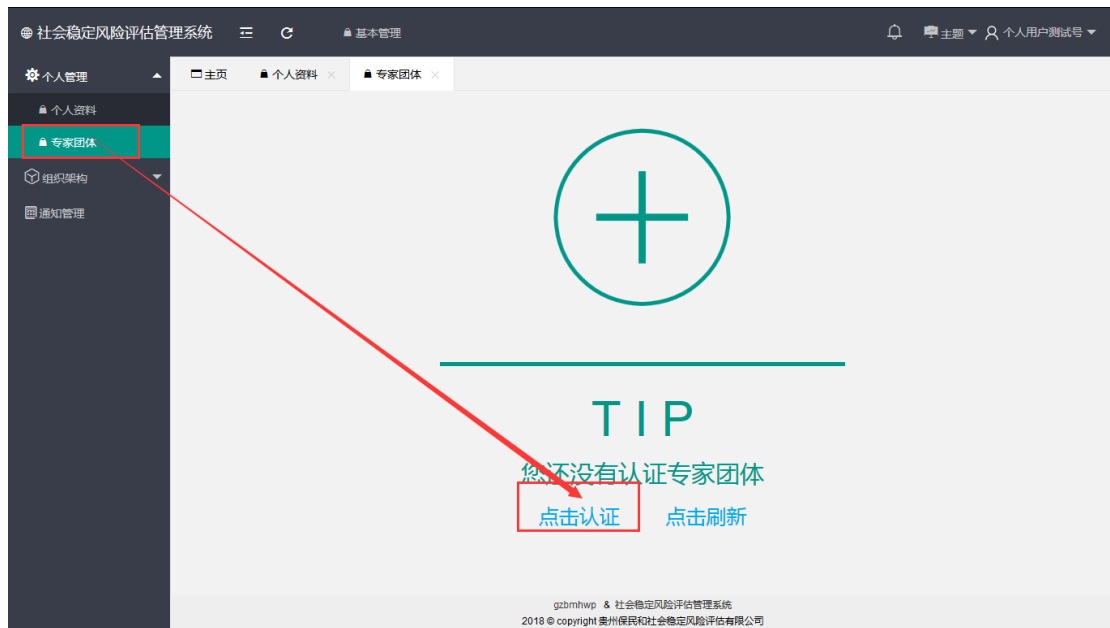 社会稳定风险评估管理系统 基本管理 主题 个人用户测试号
个人管理 主页 个人资料 专家团体
个人资料
专家团体
组织架构
通知管理
TIP
您还没有认证专家团体
点击认证 点击刷新
gzbmhwp & 社会稳定风险评估管理系统
2018 © copyright 贵州保民和社会稳定风险评估有限公司